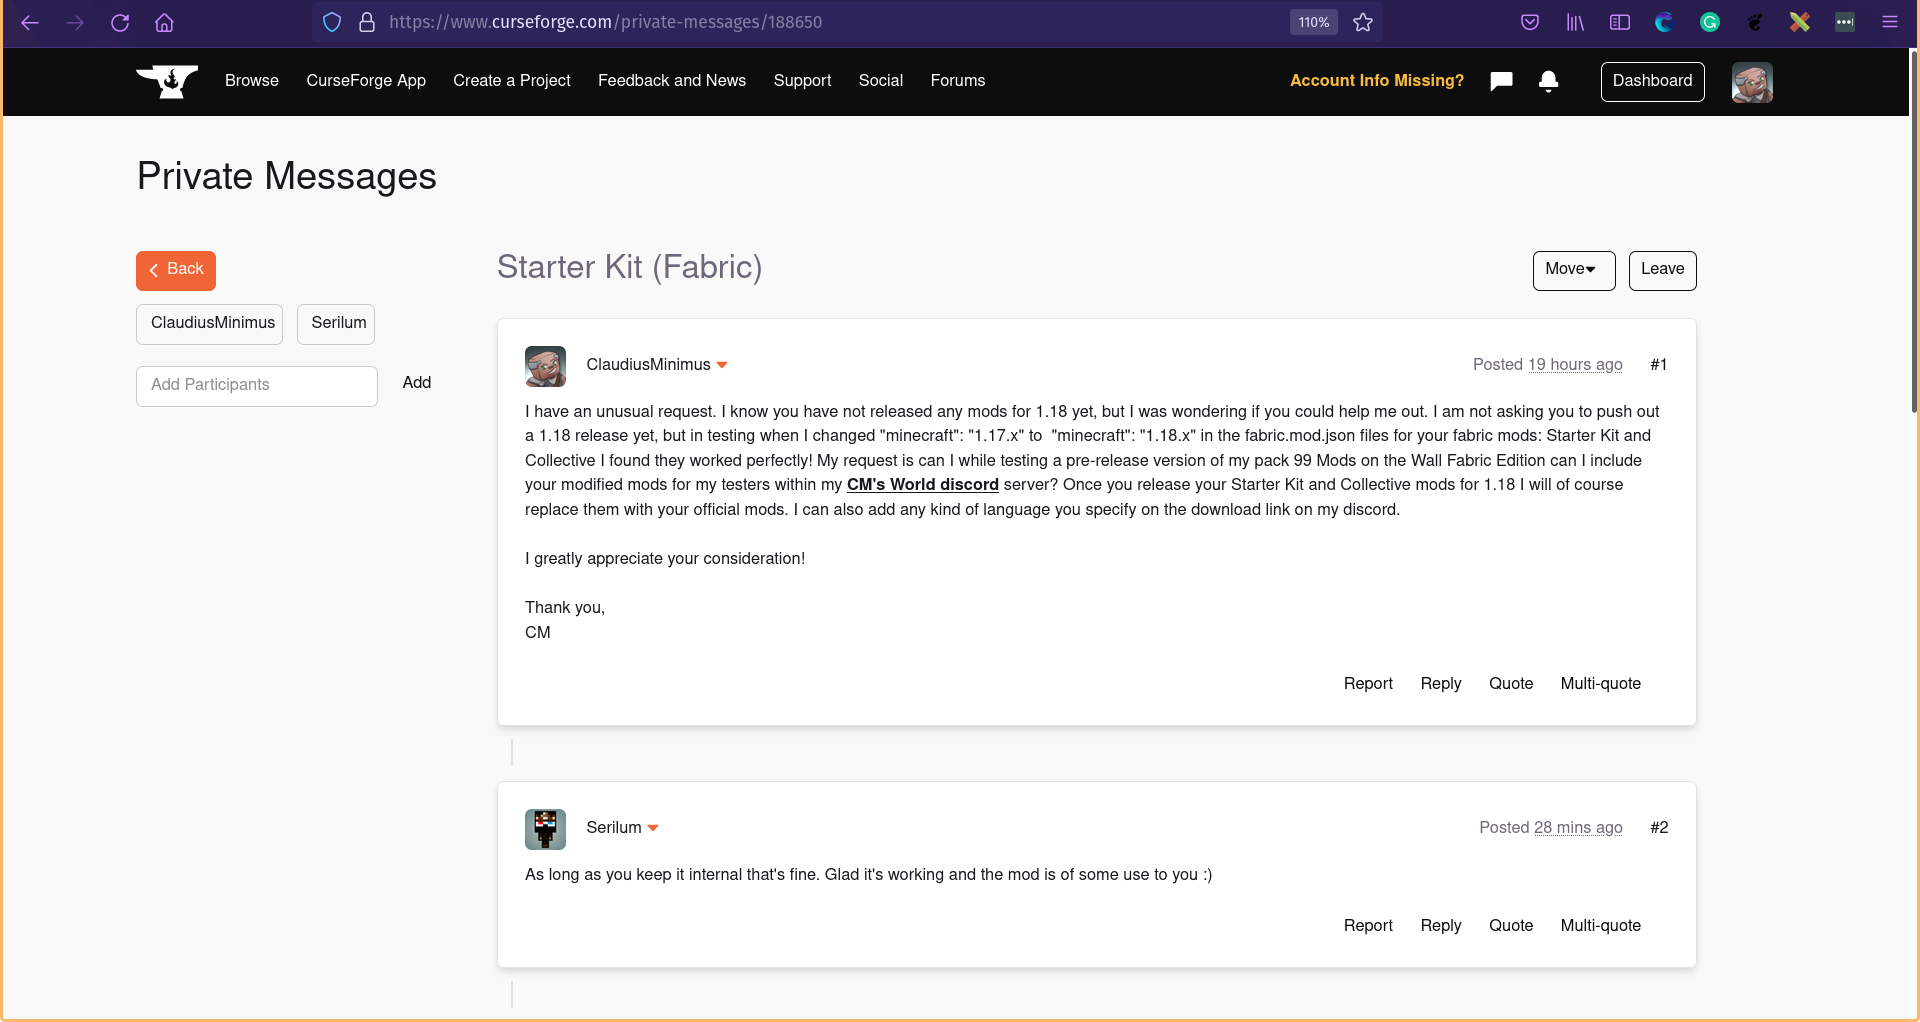 https://www.curseforge.com/private-messages/188650
110%
Browse CurseForge App Create a Project Feedback and News Support Social Forums Account Info Missing? Dashboard
Private Messages
Back
Starter Kit (Fabric)
Move Leave
ClaudiusMinimus Serilum
Add Participants Add
ClaudiusMinimus Posted 19 hours ago #1
I have an unusual request. I know you have not released any mods for 1.18 yet, but I was wondering if you could help me out. I am not asking you to push out
a 1.18 release yet, but in testing when I changed "minecraft": "1.17.x" to  "minecraft": "1.18.x" in the fabric.mod.json files for your fabric mods: Starter Kit and
Collective I found they worked perfectly! My request is can I while testing a pre-release version of my pack 99 Mods on the Wall Fabric Edition can I include
your modified mods for my testers within my CM's World discord server? Once you release your Starter Kit and Collective mods for 1.18 I will of course
replace them with your official mods. I can also add any kind of language you specify on the download link on my discord.
I greatly appreciate your consideration!
Thank you,
CM
Report Reply Quote Multi-quote
Serilum Posted 28 mins ago #2
As long as you keep it internal that's fine. Glad it's working and the mod is of some use to you :)
Report Reply Quote Multi-quote